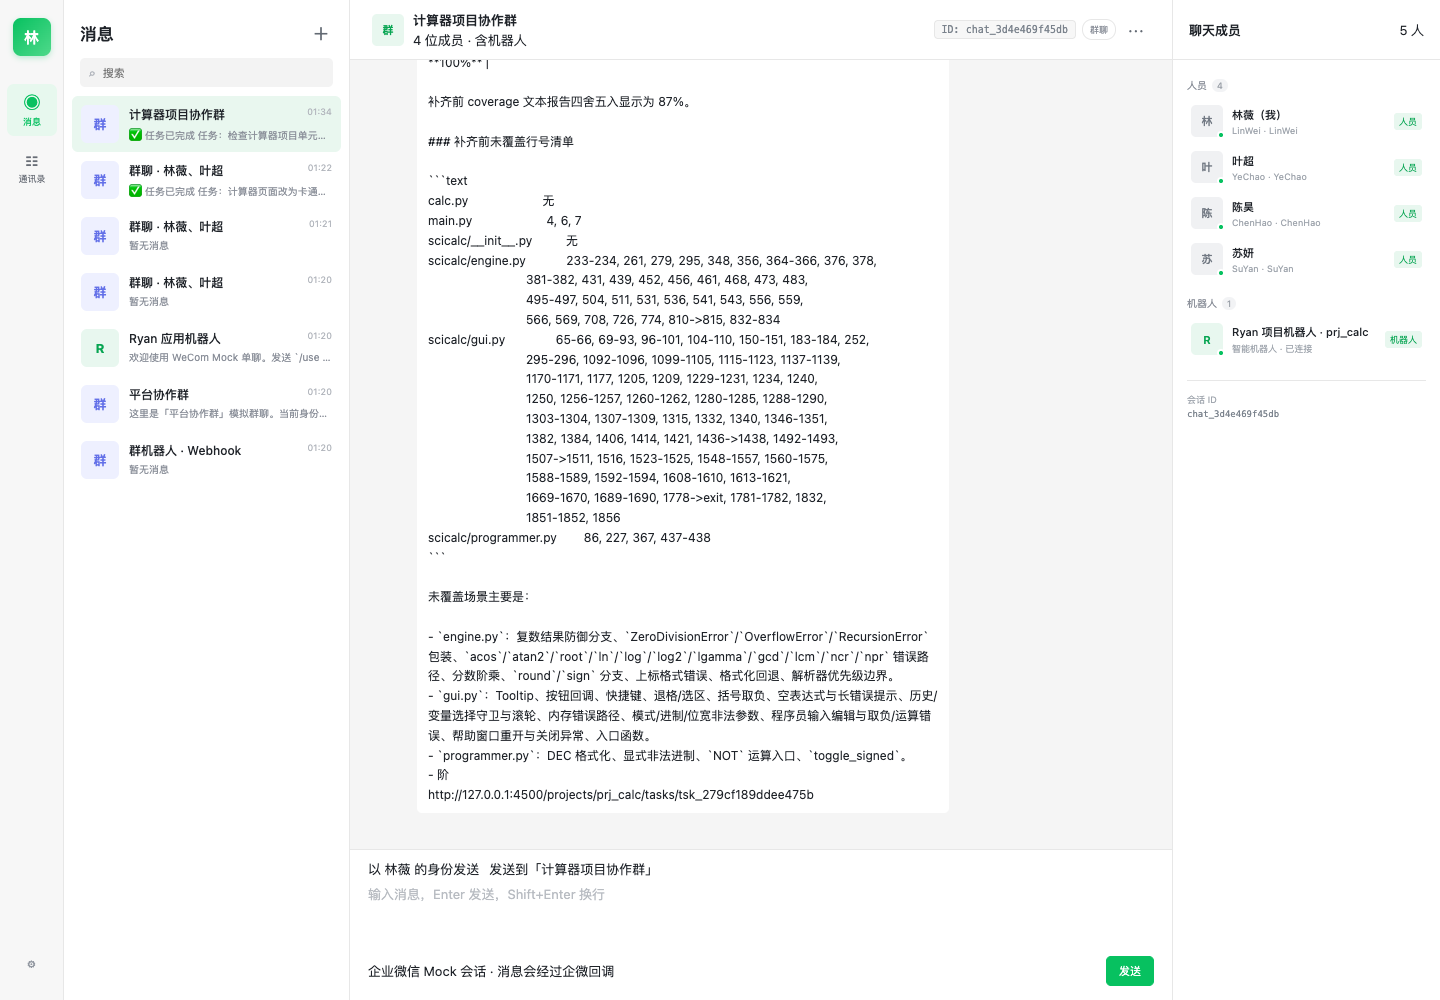 林
消息
通讯录
消息
搜索
群
计算器项目协作群
01:34
✅ 任务已完成 任务：检查计算器项目单元...
群
群聊 · 林薇、叶超
01:22
✅ 任务已完成 任务：计算器页面改为卡通...
群
群聊 · 林薇、叶超
01:21
暂无消息
群
群聊 · 林薇、叶超
01:20
暂无消息
R
Ryan 应用机器人
01:20
欢迎使用 WeCom Mock 单聊。发送 `/use ...
群
平台协作群
01:20
这里是「平台协作群」模拟群聊。当前身份...
群
群机器人 · Webhook
01:20
暂无消息
群
计算器项目协作群
4 位成员 · 含机器人
ID: chat_3d4e469f45db
群聊
**100%** |
补齐前 coverage 文本报告四舍五入显示为 87%。
### 补齐前未覆盖行号清单
```text
calc.py 无
main.py 4, 6, 7
scicalc/__init__.py 无
scicalc/engine.py 233-234, 261, 279, 295, 348, 356, 364-366, 376, 378,
381-382, 431, 439, 452, 456, 461, 468, 473, 483,
495-497, 504, 511, 531, 536, 541, 543, 556, 559,
566, 569, 708, 726, 774, 810->815, 832-834
scicalc/gui.py 65-66, 69-93, 96-101, 104-110, 150-151, 183-184, 252,
295-296, 1092-1096, 1099-1105, 1115-1123, 1137-1139,
1170-1171, 1177, 1205, 1209, 1229-1231, 1234, 1240,
1250, 1256-1257, 1260-1262, 1280-1285, 1288-1290,
1303-1304, 1307-1309, 1315, 1332, 1340, 1346-1351,
1382, 1384, 1406, 1414, 1421, 1436->1438, 1492-1493,
1507->1511, 1516, 1523-1525, 1548-1557, 1560-1575,
1588-1589, 1592-1594, 1608-1610, 1613-1621,
1669-1670, 1689-1690, 1778->exit, 1781-1782, 1832,
1851-1852, 1856
scicalc/programmer.py 86, 227, 367, 437-438
```
未覆盖场景主要是：
- `engine.py`：复数结果防御分支、`ZeroDivisionError`/`OverflowError`/`RecursionError`
包装、`acos`/`atan2`/`root`/`ln`/`log`/`log2`/`lgamma`/`gcd`/`lcm`/`ncr`/`npr` 错误路
径、分数阶乘、`round`/`sign` 分支、上标格式错误、格式化回退、解析器优先级边界。
- `gui.py`：Tooltip、按钮回调、快捷键、退格/选区、括号取负、空表达式与长错误提示、历史/
变量选择守卫与滚轮、内存错误路径、模式/进制/位宽非法参数、程序员输入编辑与取负/运算错
误、帮助窗口重开与关闭异常、入口函数。
- `programmer.py`：DEC 格式化、显式非法进制、`NOT` 运算入口、`toggle_signed`。
- 阶
http://127.0.0.1:4500/projects/prj_calc/tasks/tsk_279cf189ddee475b
以 林薇 的身份发送 发送到「计算器项目协作群」
输入消息，Enter 发送，Shift+Enter 换行
企业微信 Mock 会话 · 消息会经过企微回调
发送
聊天成员
5 人
人员 4
林
林薇（我）
LinWei · LinWei
人员
叶
叶超
YeChao · YeChao
人员
陈
陈昊
ChenHao · ChenHao
人员
苏
苏妍
SuYan · SuYan
人员
机器人 1
R
Ryan 项目机器人 · prj_calc
智能机器人 · 已连接
机器人
会话 ID
chat_3d4e469f45db